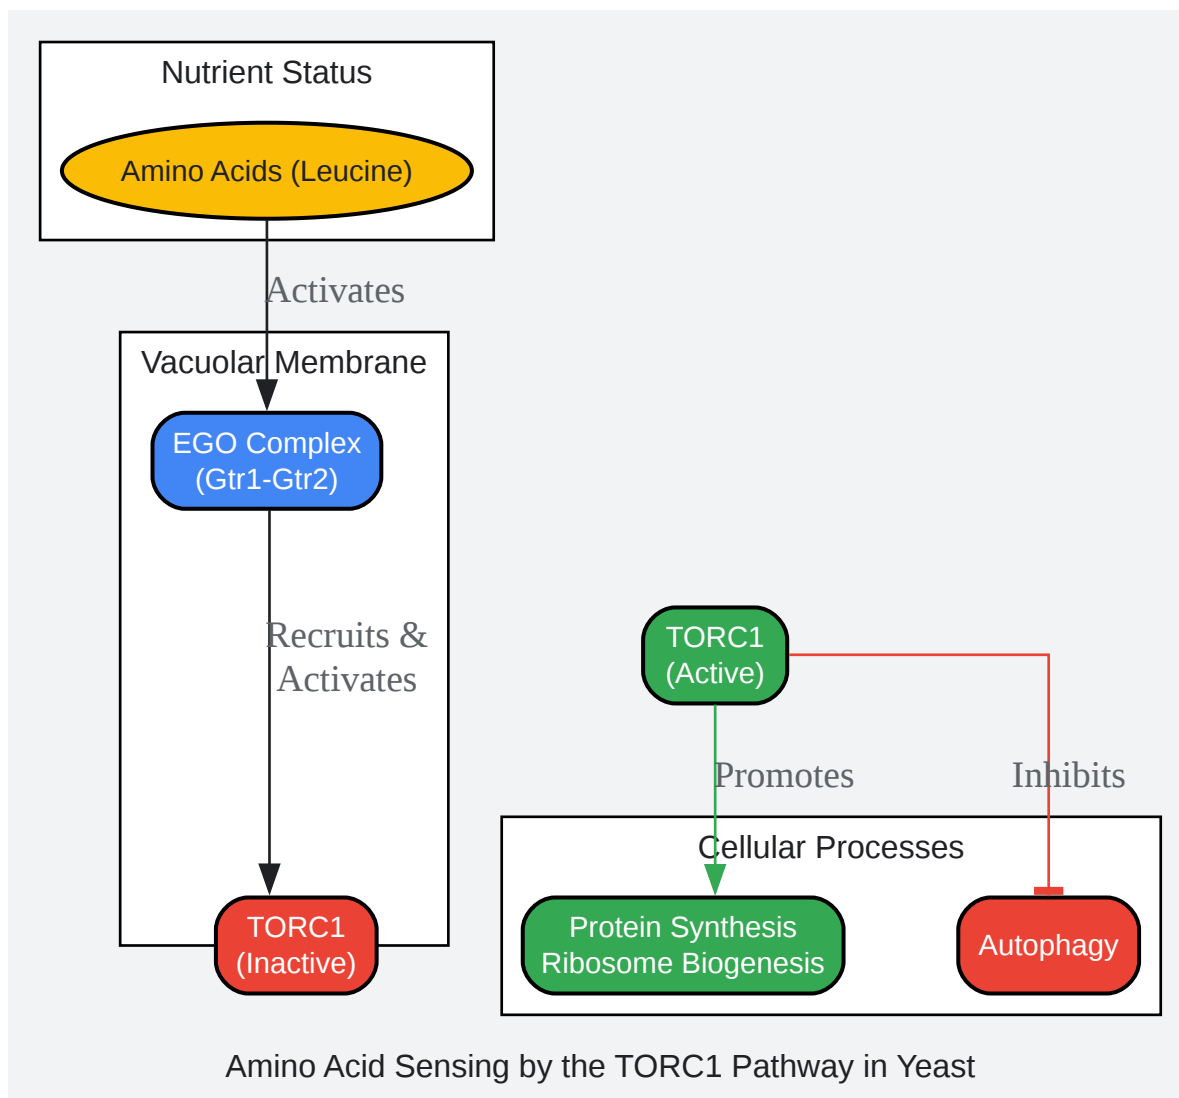 Nutrient Status
Amino Acids (Leucine)
Activates
Vacuolar Membrane
EGO Complex
(Gtr1-Gtr2)
Recruits &
Activates
TORC1
(Inactive)
TORC1
(Active)
Promotes
Inhibits
Cellular Processes
Protein Synthesis
Ribosome Biogenesis
Autophagy
Amino Acid Sensing by the TORC1 Pathway in Yeast